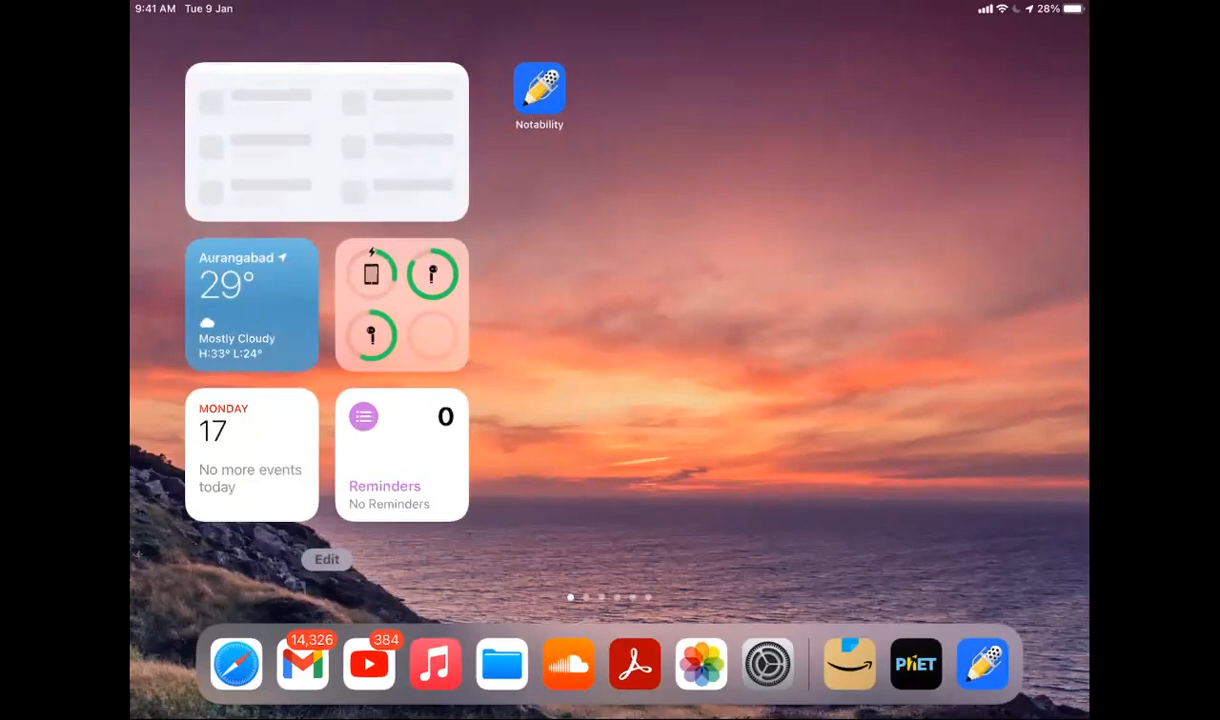 9:41 AM Tue 9 Jan
28%
Notability
Aurangabad
29°
Mostly Cloudy
H:33° L:24°
MONDAY
17
No more events
today
0
Reminders
No Reminders
Edit
14,326
384
PhET